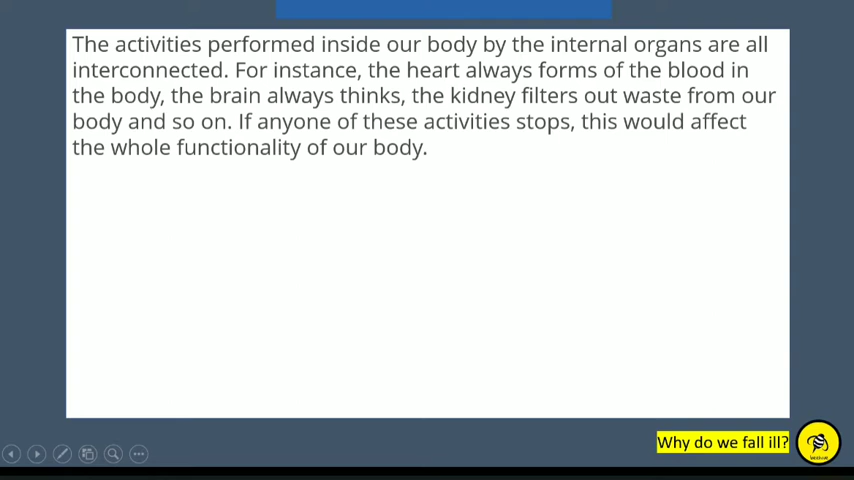 The activities performed inside our body by the internal organs are all
interconnected. For instance, the heart always forms of the blood in
the body, the brain always thinks, the kidney filters out waste from our
body and so on. If anyone of these activities stops, this would affect
the whole functionality of our body.
Why do we fall ill?